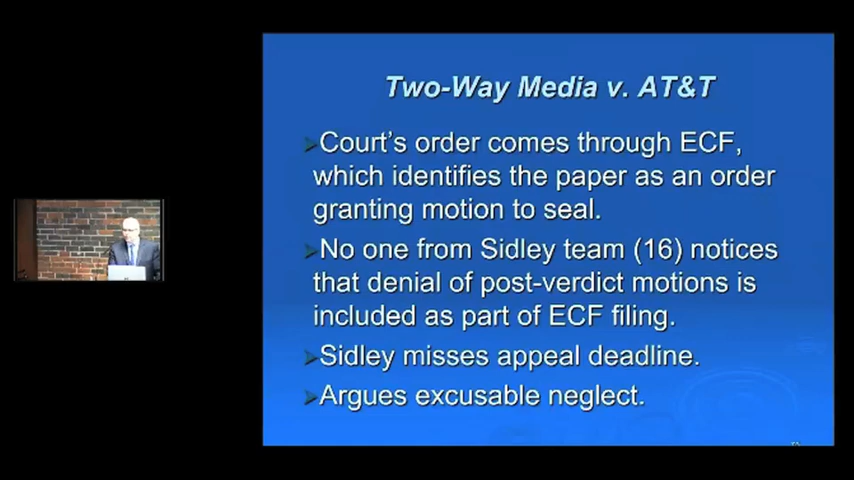 Two-Way Media v. AT&T
Court's order comes through ECF,
which identifies the paper as an order
granting motion to seal.
No one from Sidley team (16) notices
that denial of post-verdict motions is
included as part of ECF filing.
Sidley misses appeal deadline.
Argues excusable neglect.